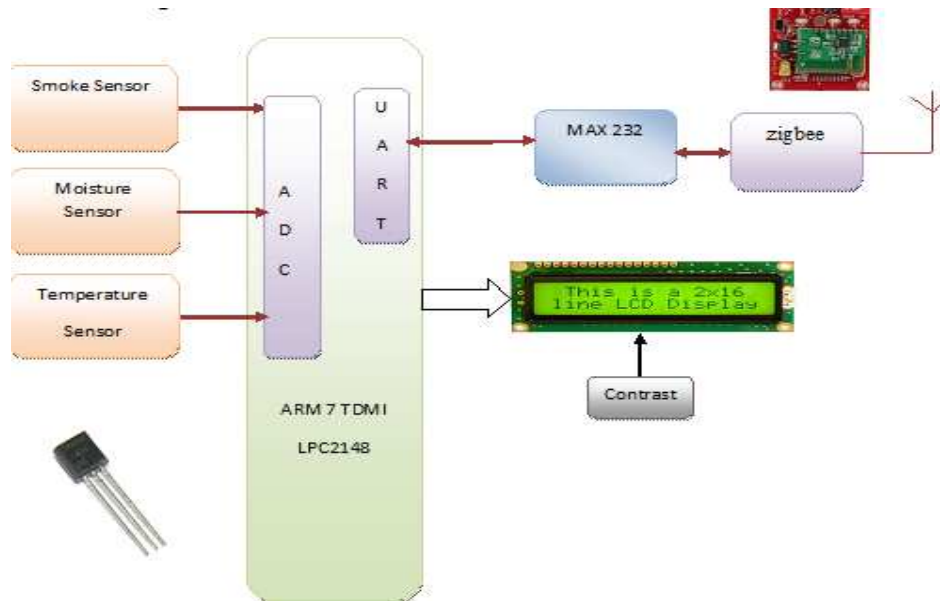 Smoke Sensor
Moisture
Sensor
Temperature
Sensor
A
D
C
U
A
R
T
ARM 7 TDMI
LPC2148
MAX 232
zigbee
This is a 2x16
line LCD Display
Contrast